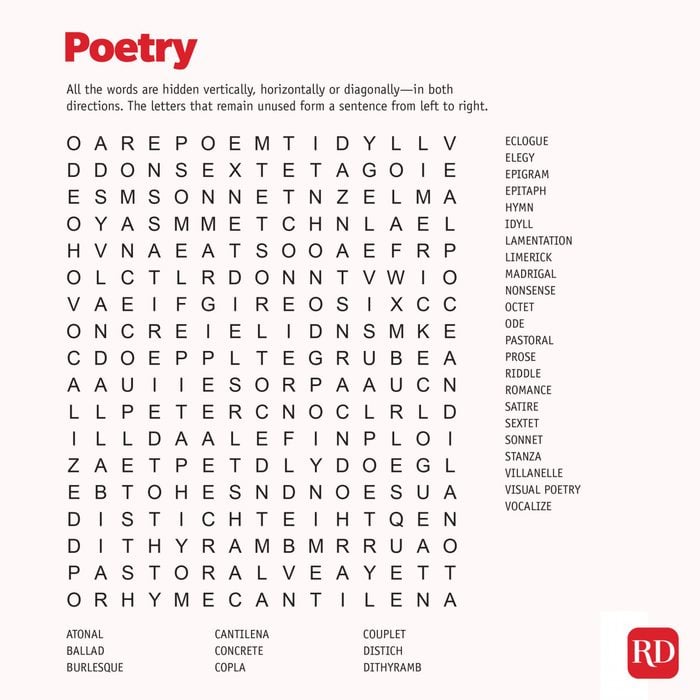 Poetry
All the words are hidden vertically, horizontally or diagonally—in both
directions. The letters that remain unused form a sentence from left to right.
O A R E P O E M T I D Y L L V
D D O N S E X T E T A G O I E
E S M S O N N E T N Z E L M A
O Y A S M M E T C H N L A E L
H V N A E A T S O O A E F R P
O L C T L R D O N N T V W I O
V A E I F G I R E O S I X C C
O N C R E I E L I D N S M K E
C D O E P P L T E G R U B E A
A A U I I E S O R P A A U C N
L L P E T E R C N O C L R L D
I L L D A A L E F I N P L O I
Z A E T P E T D L Y D O E G L
E B T O H E S N D N O E S U A
D I S T I C H T E I H T Q E N
D I T H Y R A M B M R R U A O
P A S T O R A L V E A Y E T T
O R H Y M E C A N T I L E N A
ECLOGUE
ELEGY
EPIGRAM
EPITAPH
HYMN
IDYLL
LAMENTATION
LIMERICK
MADRIGAL
NONSENSE
OCTET
ODE
PASTORAL
PROSE
RIDDLE
ROMANCE
SATIRE
SEXTET
SONNET
STANZA
VILLANELLE
VISUAL POETRY
VOCALIZE
ATONAL CANTILENA COUPLET
BALLAD CONCRETE DISTICH
BURLESQUE COPLA DITHYRAMB
RD